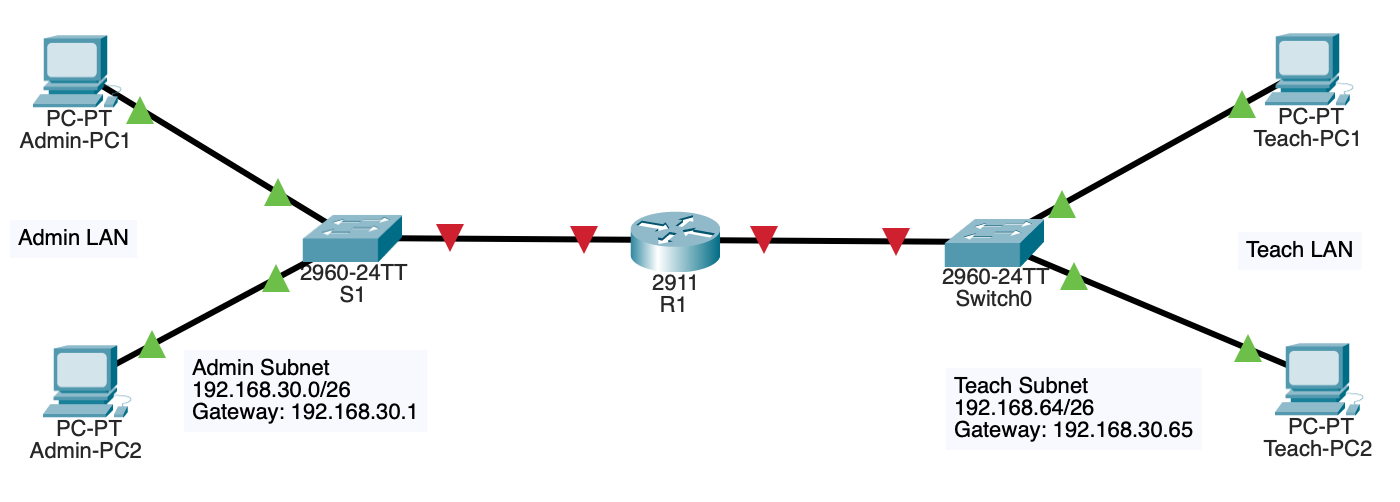 PC-PT
Admin-PC1
PC-PT
Teach-PC1
Admin LAN
Teach LAN
2960-24TT
S1
2911
R1
2960-24TT
Switch0
Admin Subnet
192.168.30.0/26
Gateway: 192.168.30.1
Teach Subnet
192.168.64/26
Gateway: 192.168.30.65
PC-PT
Admin-PC2
PC-PT
Teach-PC2